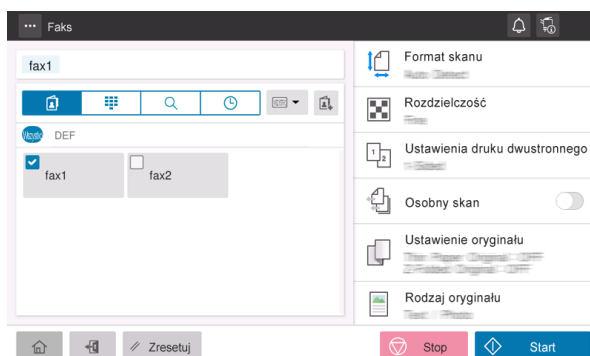 Faks
fax1
Wszystko DEF
fax1
fax2
Format skanu
Rozdzielczość
Ustawienia druku dwustronnego
Osobny skan
Ustawienie oryginału
Rodzaj oryginału
Zresetuj
Stop
Start